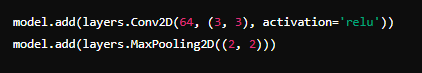 model.add(layers.Conv2D(64, (3, 3), activation='relu'))
model.add(layers.MaxPooling2D((2, 2)))